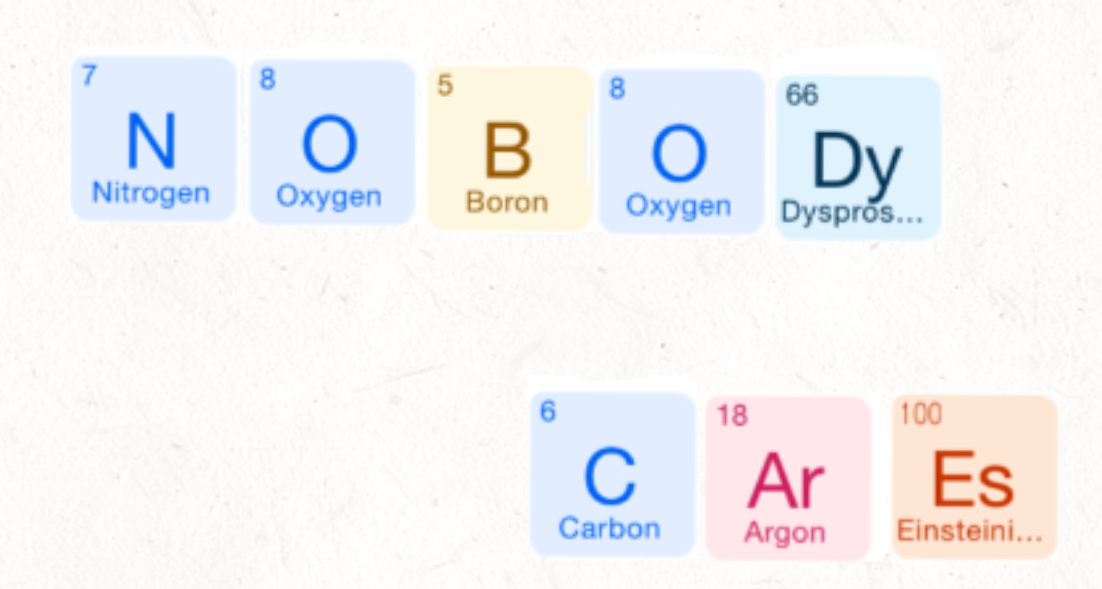 7 8 5 8 66
N O B O Dy
Nitrogen Oxygen Boron Oxygen Dyspros...
6 18 100
C Ar Es
Carbon Argon Einsteini...